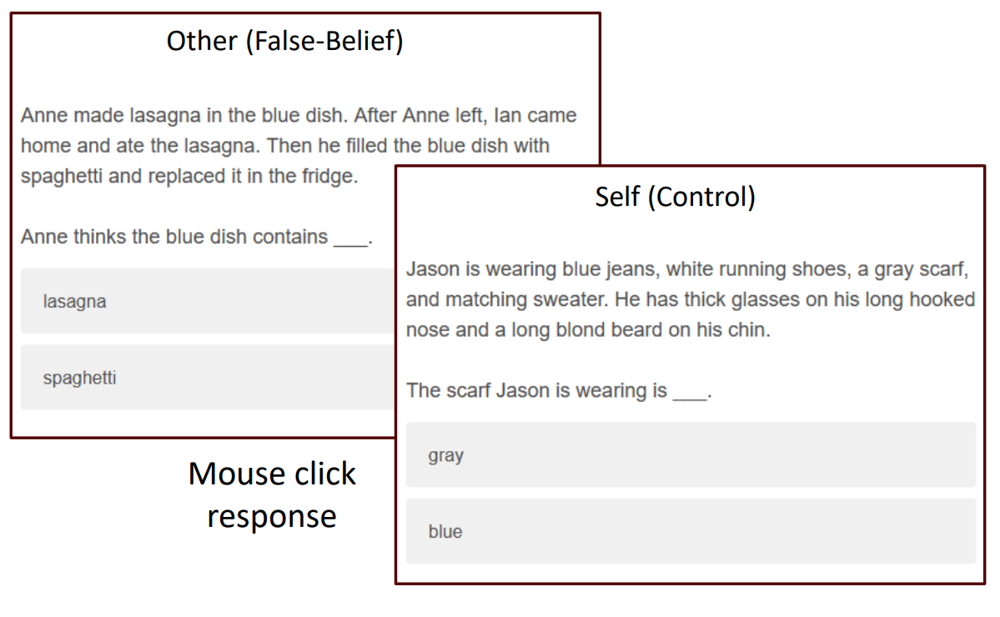 Other (False-Belief)
Anne made lasagna in the blue dish. After Anne left, Ian came
home and ate the lasagna. Then he filled the blue dish with
spaghetti and replaced it in the fridge.
Anne thinks the blue dish contains ___.
lasagna
spaghetti
Mouse click
response
Self (Control)
Jason is wearing blue jeans, white running shoes, a gray scarf,
and matching sweater. He has thick glasses on his long hooked
nose and a long blond beard on his chin.
The scarf Jason is wearing is ___.
gray
blue